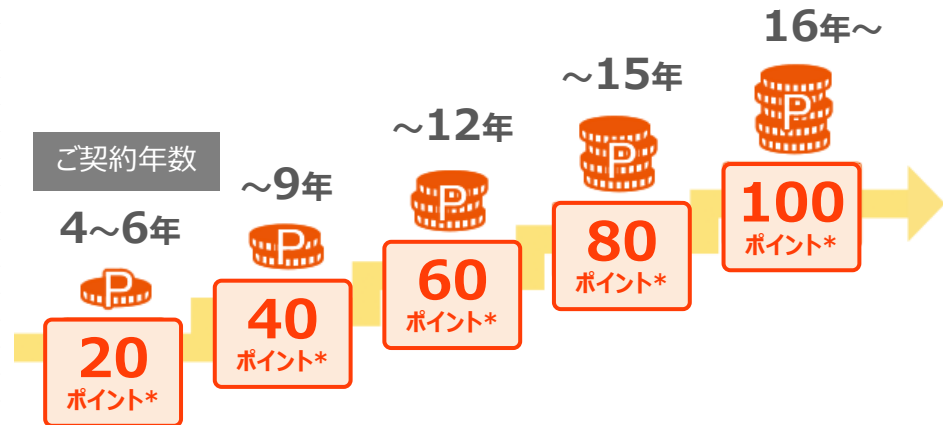 ご契約年数
4～6年
P
20
ポイント*
～9年
P
40
ポイント*
～12年
P
60
ポイント*
～15年
P
80
ポイント*
16年～
P
100
ポイント*